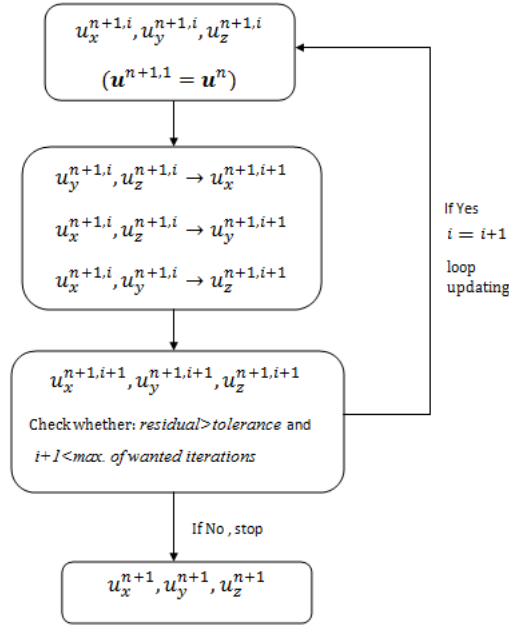 u_x^{n+1,i}, u_y^{n+1,i}, u_z^{n+1,i}
(u^{n+1,1} = u^n)
u_y^{n+1,i}, u_z^{n+1,i} → u_x^{n+1,i+1}
u_x^{n+1,i}, u_z^{n+1,i} → u_y^{n+1,i+1}
u_x^{n+1,i}, u_y^{n+1,i} → u_z^{n+1,i+1}
If Yes
i = i+1
loop
updating
u_x^{n+1,i+1}, u_y^{n+1,i+1}, u_z^{n+1,i+1}
Check whether: residual>tolerance and
i+1<max. of wanted iterations
If No , stop
u_x^{n+1}, u_y^{n+1}, u_z^{n+1}